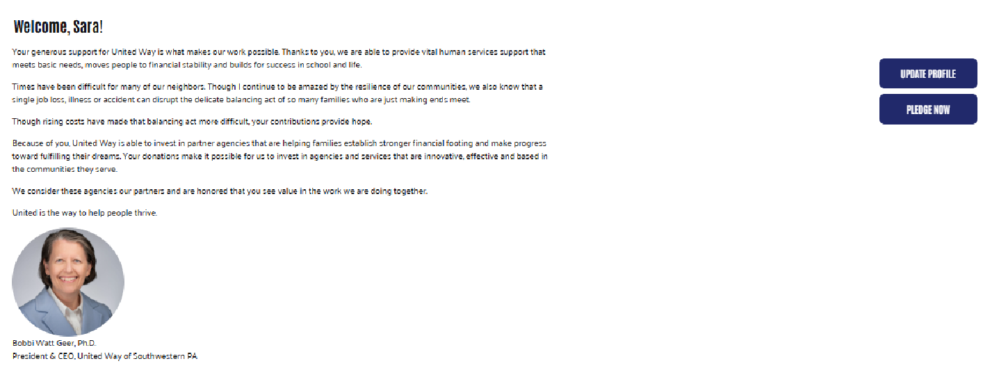 Welcome, Sara!
Your generous support for United Way is what makes our work possible. Thanks to you, we are able to provide vital human services support that
meets basic needs, moves people to financial stability and builds for success in school and life.
Times have been difficult for many of our neighbors. Though I continue to be amazed by the resilience of our communities, we also know that a
single job loss, illness or accident can disrupt the delicate balancing act of so many families who are just making ends meet.
Though rising costs have made that balancing act more difficult, your contributions provide hope.
Because of you, United Way is able to invest in partner agencies that are helping families establish stronger financial footing and make progress
toward fulfilling their dreams. Your donations make it possible for us to invest in agencies and services that are innovative, effective and based in
the communities they serve.
We consider these agencies our partners and are honored that you see value in the work we are doing together.
United is the way to help people thrive.
Bobbi Watt Geer, Ph.D.
President & CEO, United Way of Southwestern PA
UPDATE PROFILE
PLEDGE NOW